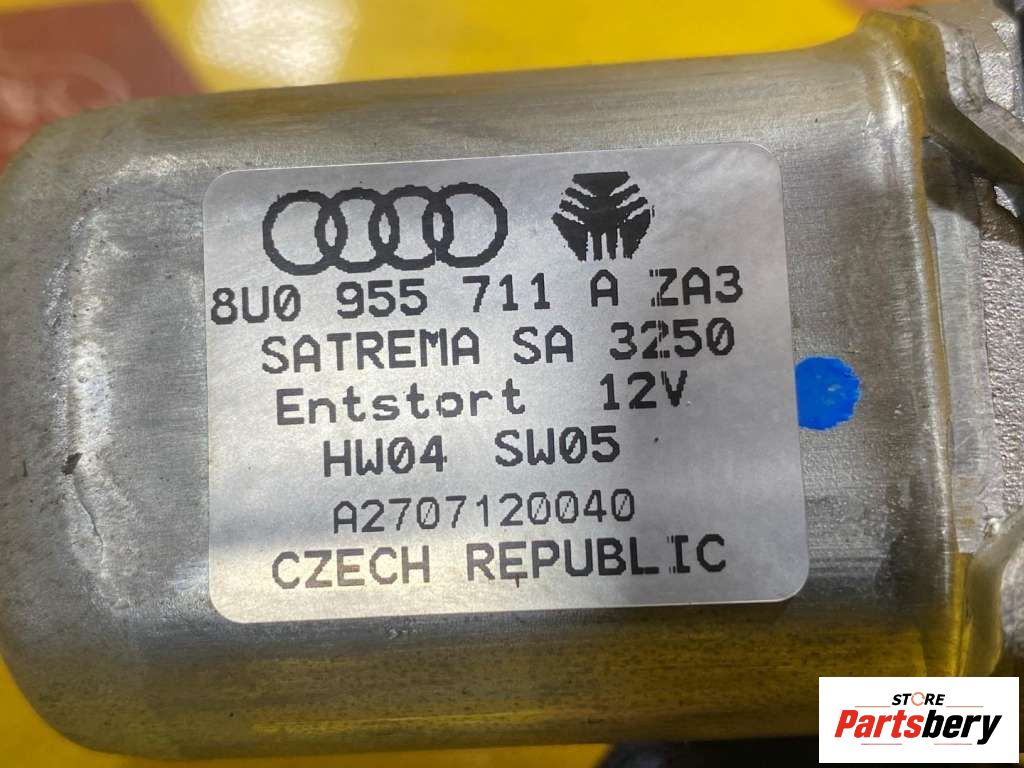 8U0 955 711 A ZA3
SATREMA SA 3250
Entstort 12V
HW04 SW05
A2707120040
CZECH REPUBLIC
STORE
Partsbery